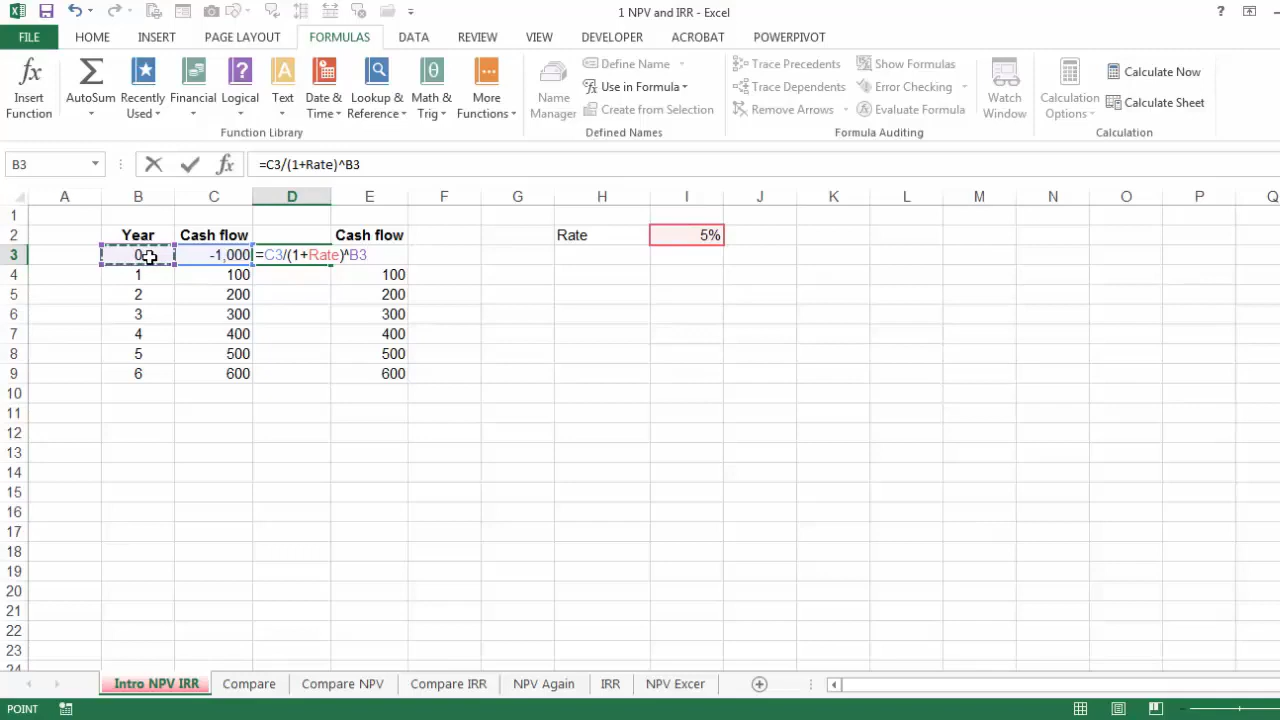 1 NPV and IRR - Excel
?
FILE HOME INSERT PAGE LAYOUT FORMULAS DATA REVIEW VIEW DEVELOPER ACROBAT POWERPIVOT
Insert Function
AutoSum
Recently Used
Financial
Logical
Text
Date & Time
Lookup & Reference
Math & Trig
More Functions
Function Library
Name Manager
Define Name
Use in Formula
Create from Selection
Defined Names
Trace Precedents
Trace Dependents
Remove Arrows
Show Formulas
Error Checking
Evaluate Formula
Formula Auditing
Watch Window
Calculation Options
Calculate Now
Calculate Sheet
Calculation
B3 fx =C3/(1+Rate)^B3
A B C D E F G H I J K L M N O P Q
1
2 Year Cash flow Cash flow Rate 5%
3 0 -1,000 =C3/(1+Rate)^B3
4 1 100 100
5 2 200 200
6 3 300 300
7 4 400 400
8 5 500 500
9 6 600 600
10
11
12
13
14
15
16
17
18
19
20
21
22
23
24
Intro NPV IRR Compare Compare NPV Compare IRR NPV Again IRR NPV Excer
POINT